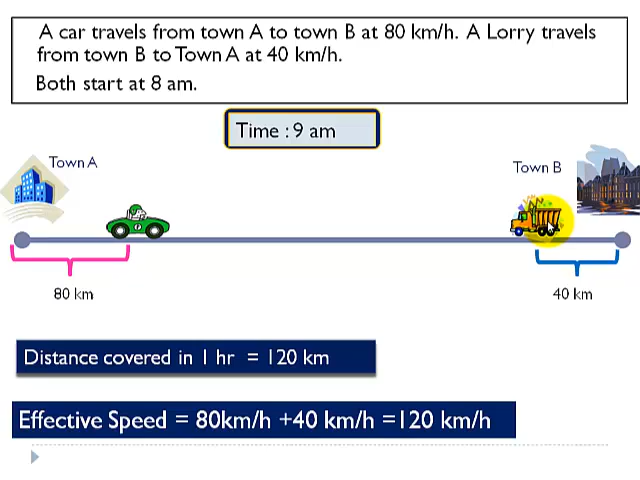 A car travels from town A to town B at 80 km/h. A Lorry travels
from town B to Town A at 40 km/h.
Both start at 8 am.
Time : 9 am
Town A
Town B
80 km
40 km
Distance covered in 1 hr = 120 km
Effective Speed = 80km/h +40 km/h =120 km/h